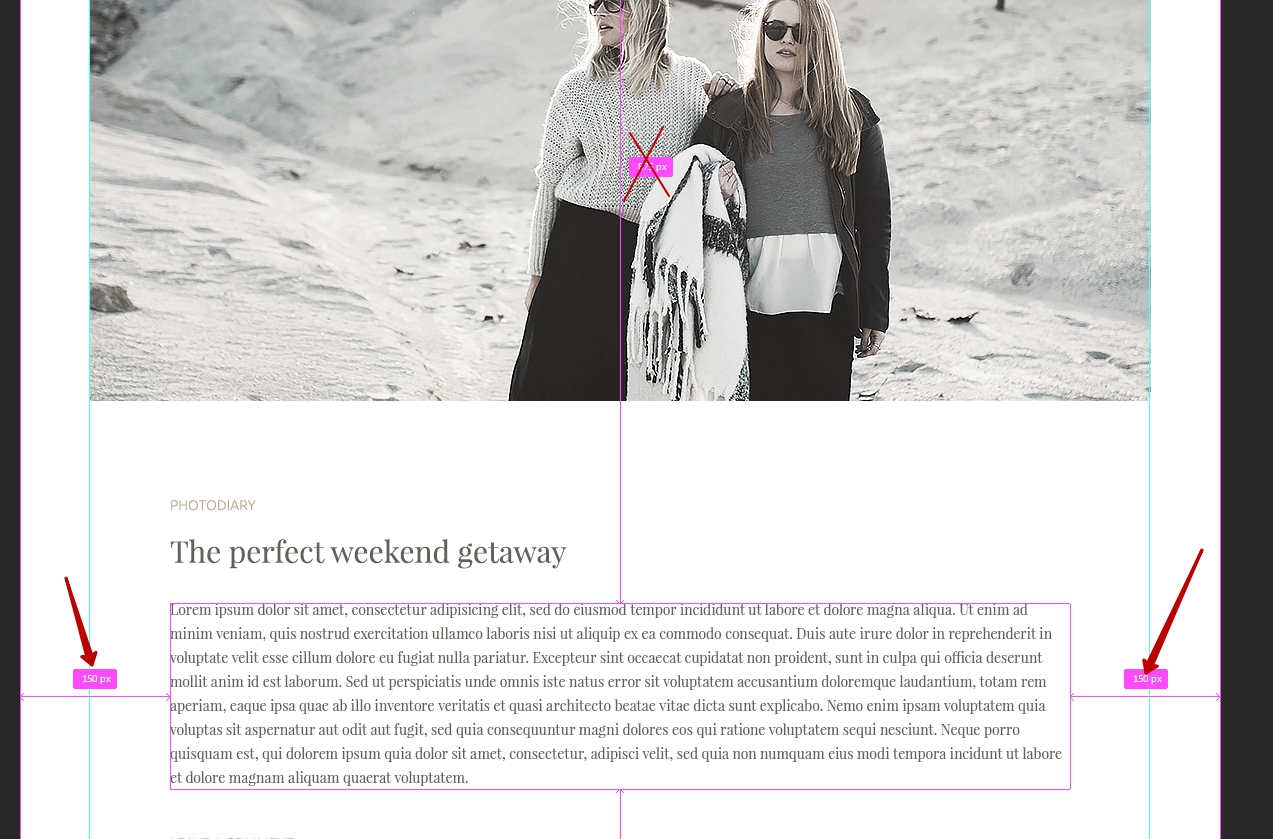 px
PHOTODIARY
The perfect weekend getaway
Lorem ipsum dolor sit amet, consectetur adipisicing elit, sed do eiusmod tempor incididunt ut labore et dolore magna aliqua. Ut enim ad
minim veniam, quis nostrud exercitation ullamco laboris nisi ut aliquip ex ea commodo consequat. Duis aute irure dolor in reprehenderit in
voluptate velit esse cillum dolore eu fugiat nulla pariatur. Excepteur sint occaecat cupidatat non proident, sunt in culpa qui officia deserunt
mollit anim id est laborum. Sed ut perspiciatis unde omnis iste natus error sit voluptatem accusantium doloremque laudantium, totam rem
aperiam, eaque ipsa quae ab illo inventore veritatis et quasi architecto beatae vitae dicta sunt explicabo. Nemo enim ipsam voluptatem quia
voluptas sit aspernatur aut odit aut fugit, sed quia consequuntur magni dolores eos qui ratione voluptatem sequi nesciunt. Neque porro
quisquam est, qui dolorem ipsum quia dolor sit amet, consectetur, adipisci velit, sed quia non numquam eius modi tempora incidunt ut labore
et dolore magnam aliquam quaerat voluptatem.
150 px
150 px